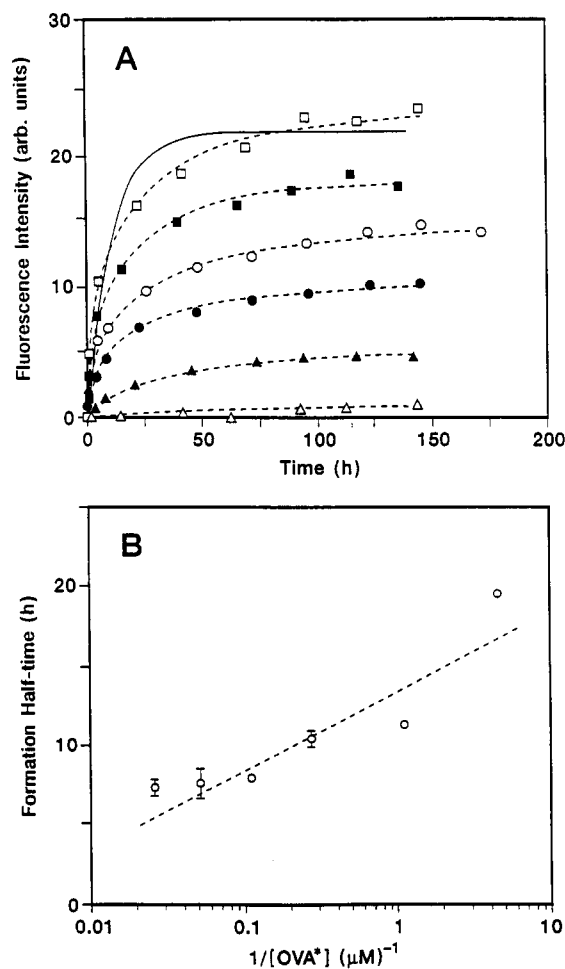 A
Fluorescence Intensity (arb. units)
30
20
10
0
0 50 100 150 200
Time (h)
B
Formation Half-time (h)
20
10
0
0.01 0.1 1 10
1/[OVA*] (μM)⁻¹